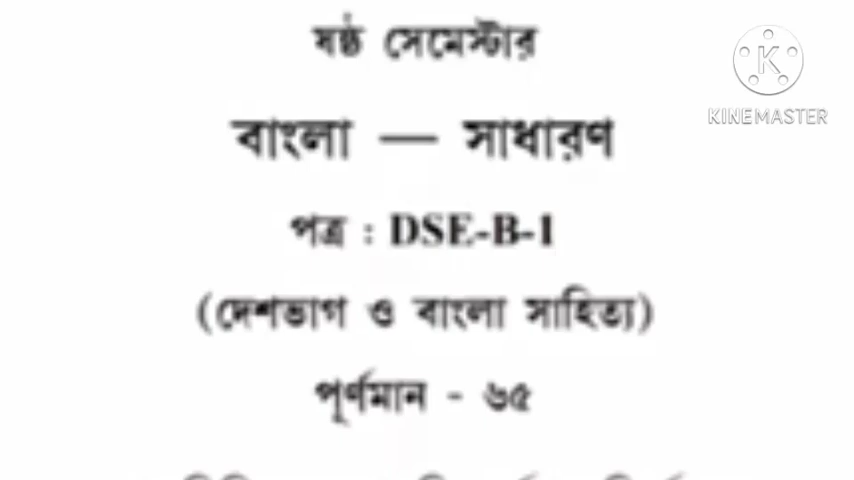 ষষ্ঠ সেমেস্টার
বাংলা — সাধারণ
পত্র : DSE-B-1
(দেশভাগ ও বাংলা সাহিত্য)
পূর্ণমান - ৬৫
K
KINEMASTER